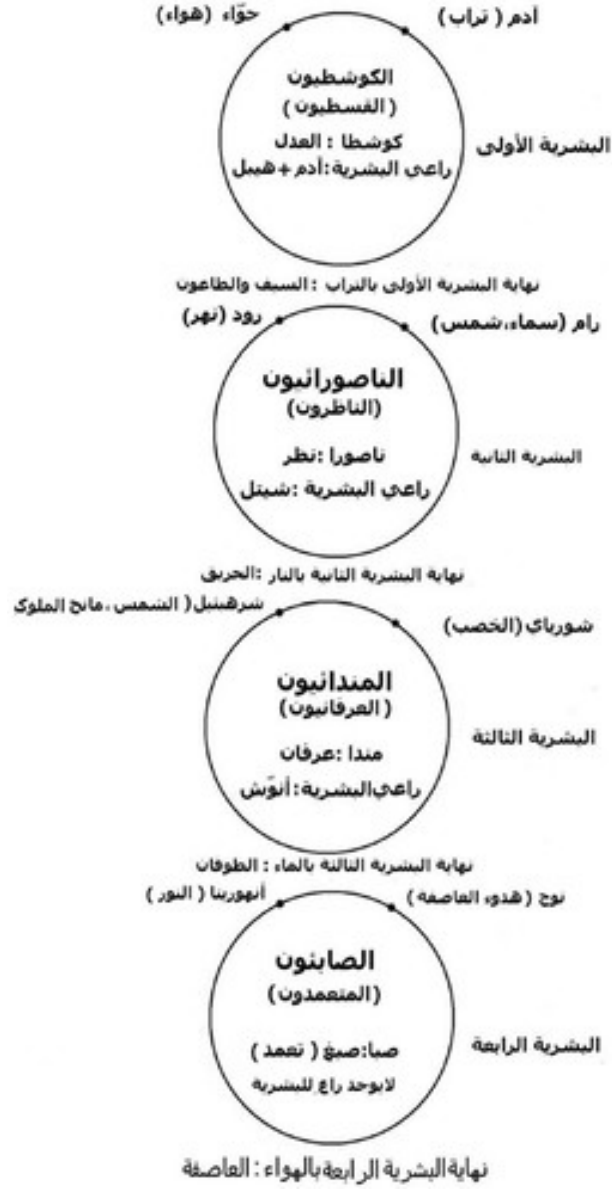 آدم ( تراب)
حوّاء (هواء)
الكوشطيون
(القسطيون )
كوشطا : العدل
راعي البشرية:آدم + هيبل
البشرية الأولى
نهاية البشرية الأولى بالتراب : السيف والطاعون
رام (سماء،شمس)
رود (نهر)
الناصورائيون
(الناظرون)
ناصورا :نظر
راعي البشرية :شيتل
البشرية الثانية
نهاية البشرية الثانية بالنار :الحريق
شورباي (الخصب)
شرهبئيل( الشمس ،مانح الملوك
المندائيون
( العرفانيون)
مندا :عرفان
راعي البشرية:أنوّش
البشرية الثالثة
نهاية البشرية الثالثة بالماء : الطوفان
نوح ( هدوء العاصفة )
أنهوريتا ( النور )
الصابئون
(المتعمدون)
صبا:صبغ ( تعمد )
لايوجد راعٍ للبشرية
البشرية الرابعة
نهاية البشرية الرابعة بالهواء : العاصفة